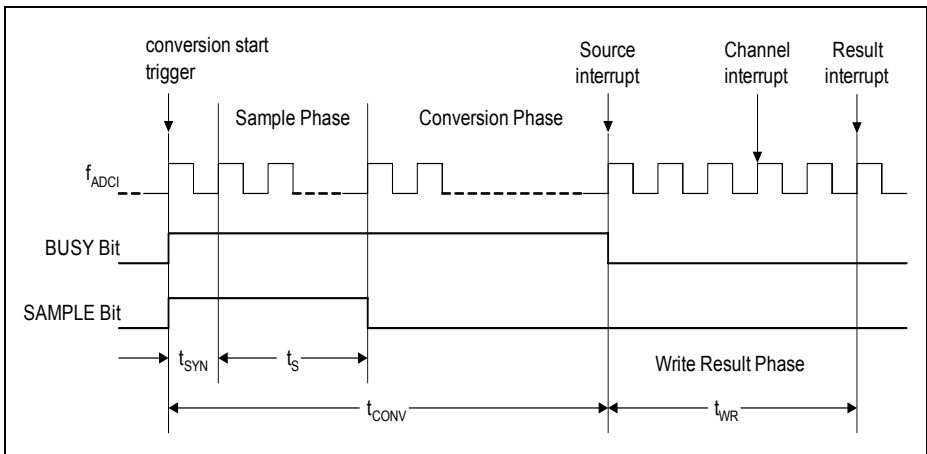 conversion start
trigger
Source
interrupt
Channel
interrupt
Result
interrupt
Sample Phase
Conversion Phase
fADCI
BUSY Bit
SAMPLE Bit
tSYN
tS
Write Result Phase
tCONV
tWR